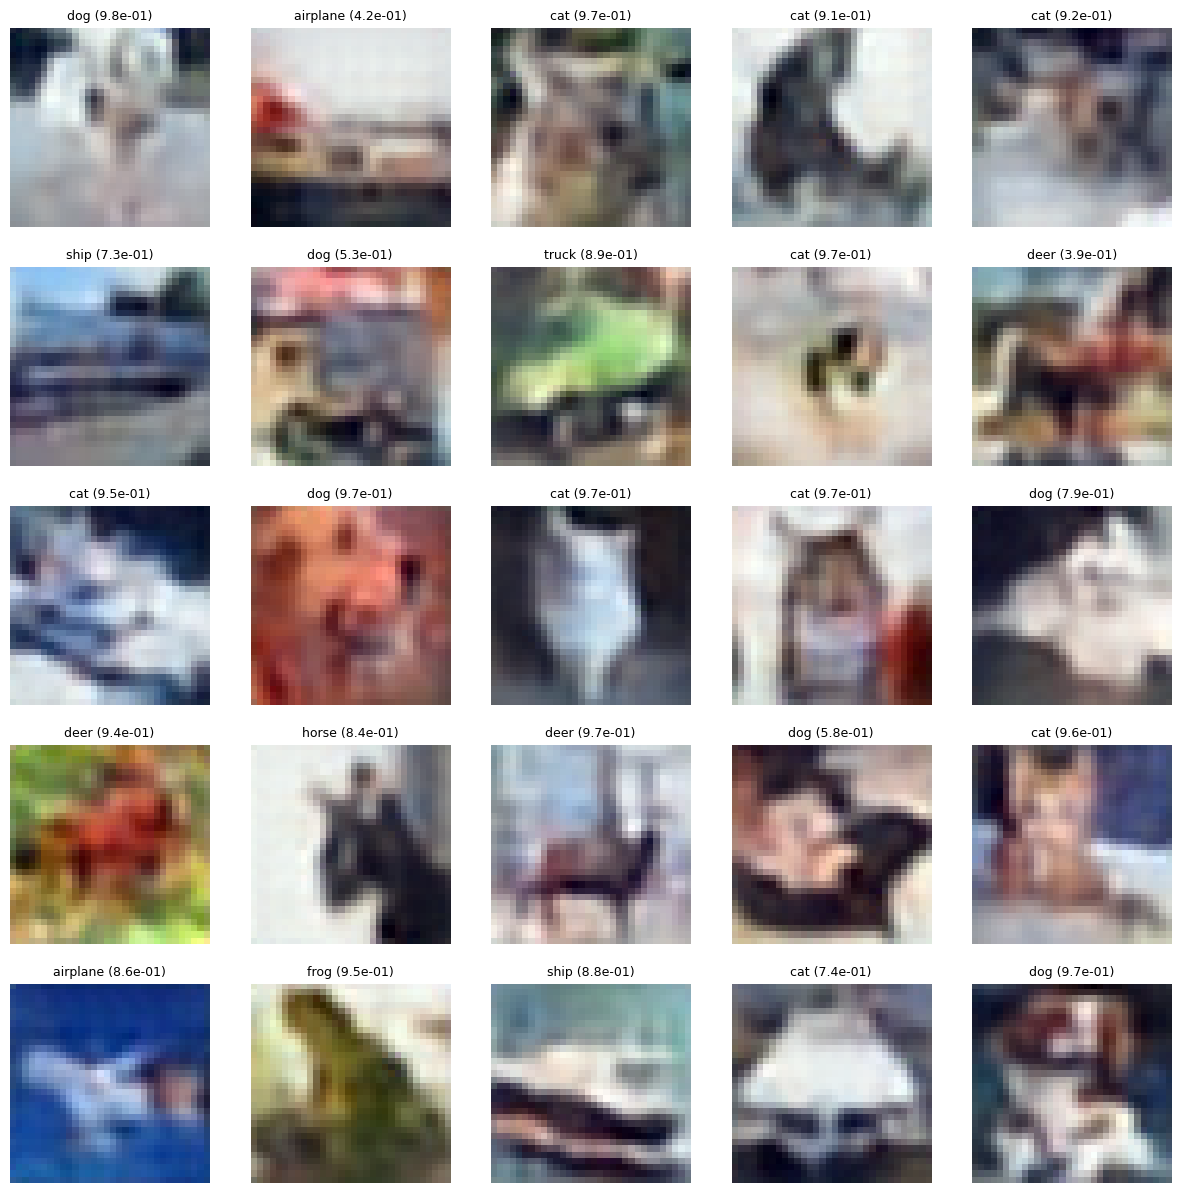 dog (9.8e-01) airplane (4.2e-01) cat (9.7e-01) cat (9.1e-01) cat (9.2e-01)
ship (7.3e-01) dog (5.3e-01) truck (8.9e-01) cat (9.7e-01) deer (3.9e-01)
cat (9.5e-01) dog (9.7e-01) cat (9.7e-01) cat (9.7e-01) dog (7.9e-01)
deer (9.4e-01) horse (8.4e-01) deer (9.7e-01) dog (5.8e-01) cat (9.6e-01)
airplane (8.6e-01) frog (9.5e-01) ship (8.8e-01) cat (7.4e-01) dog (9.7e-01)